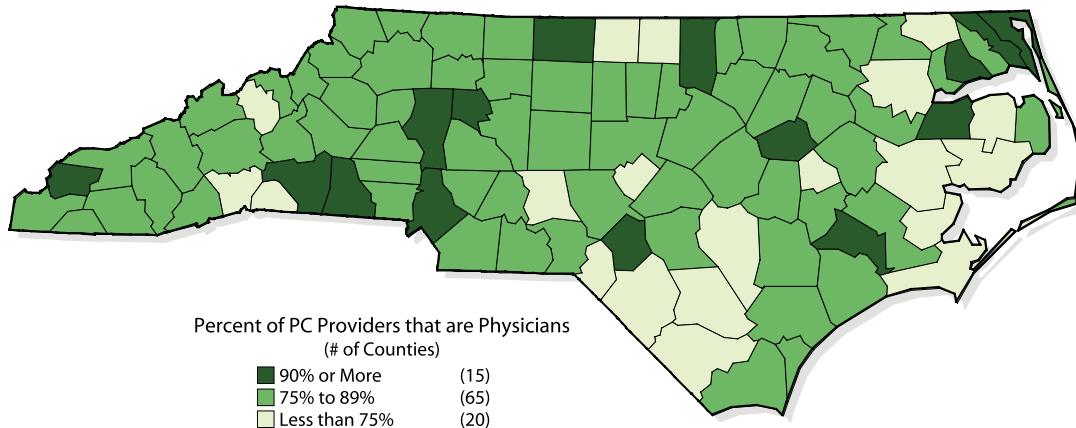 Percent of PC Providers that are Physicians
(# of Counties)
90% or More (15)
75% to 89% (65)
Less than 75% (20)